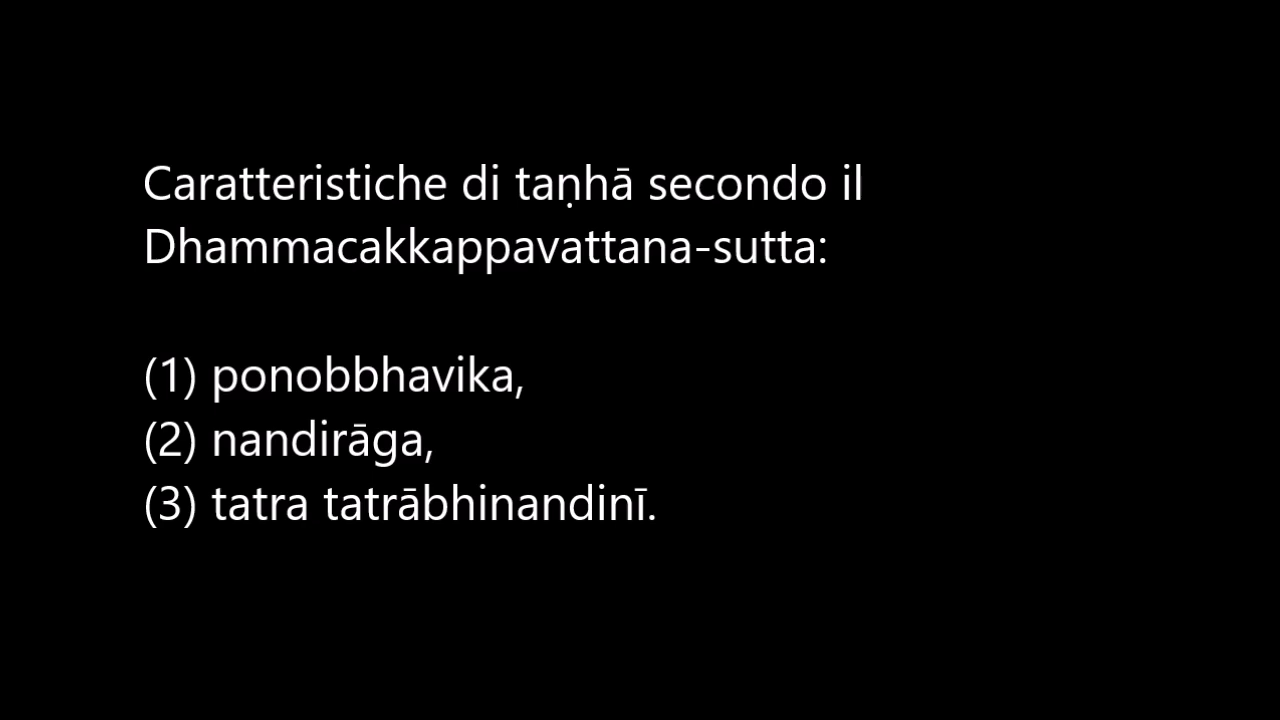 Caratteristiche di taṇhā secondo il
Dhammacakkappavattana-sutta:
(1) ponobbhavika,
(2) nandirāga,
(3) tatra tatrābhinandinī.